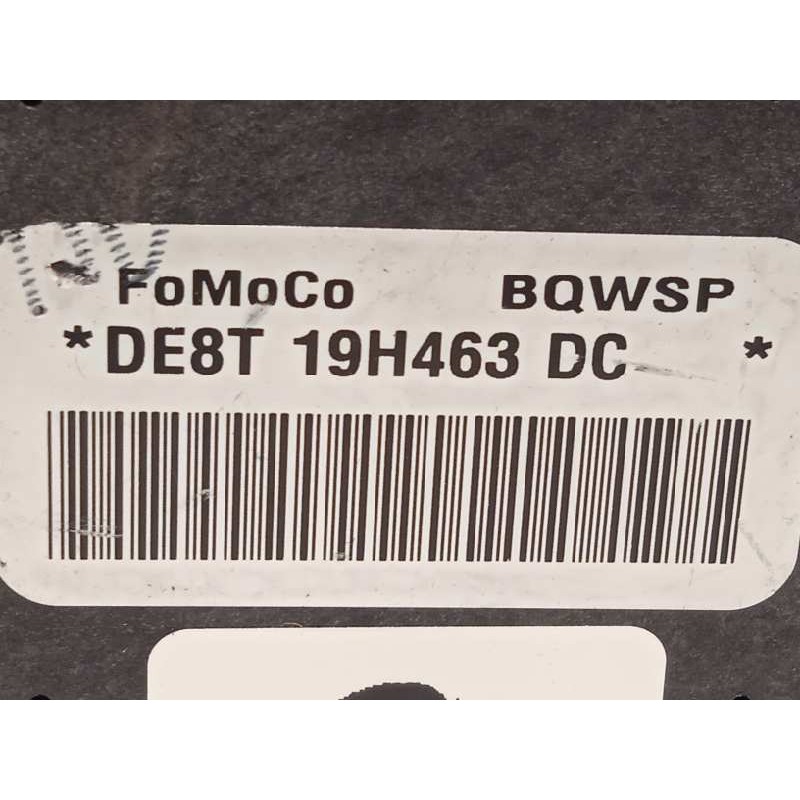 FoMoCo BQWSP
*DE8T 19H463 DC *